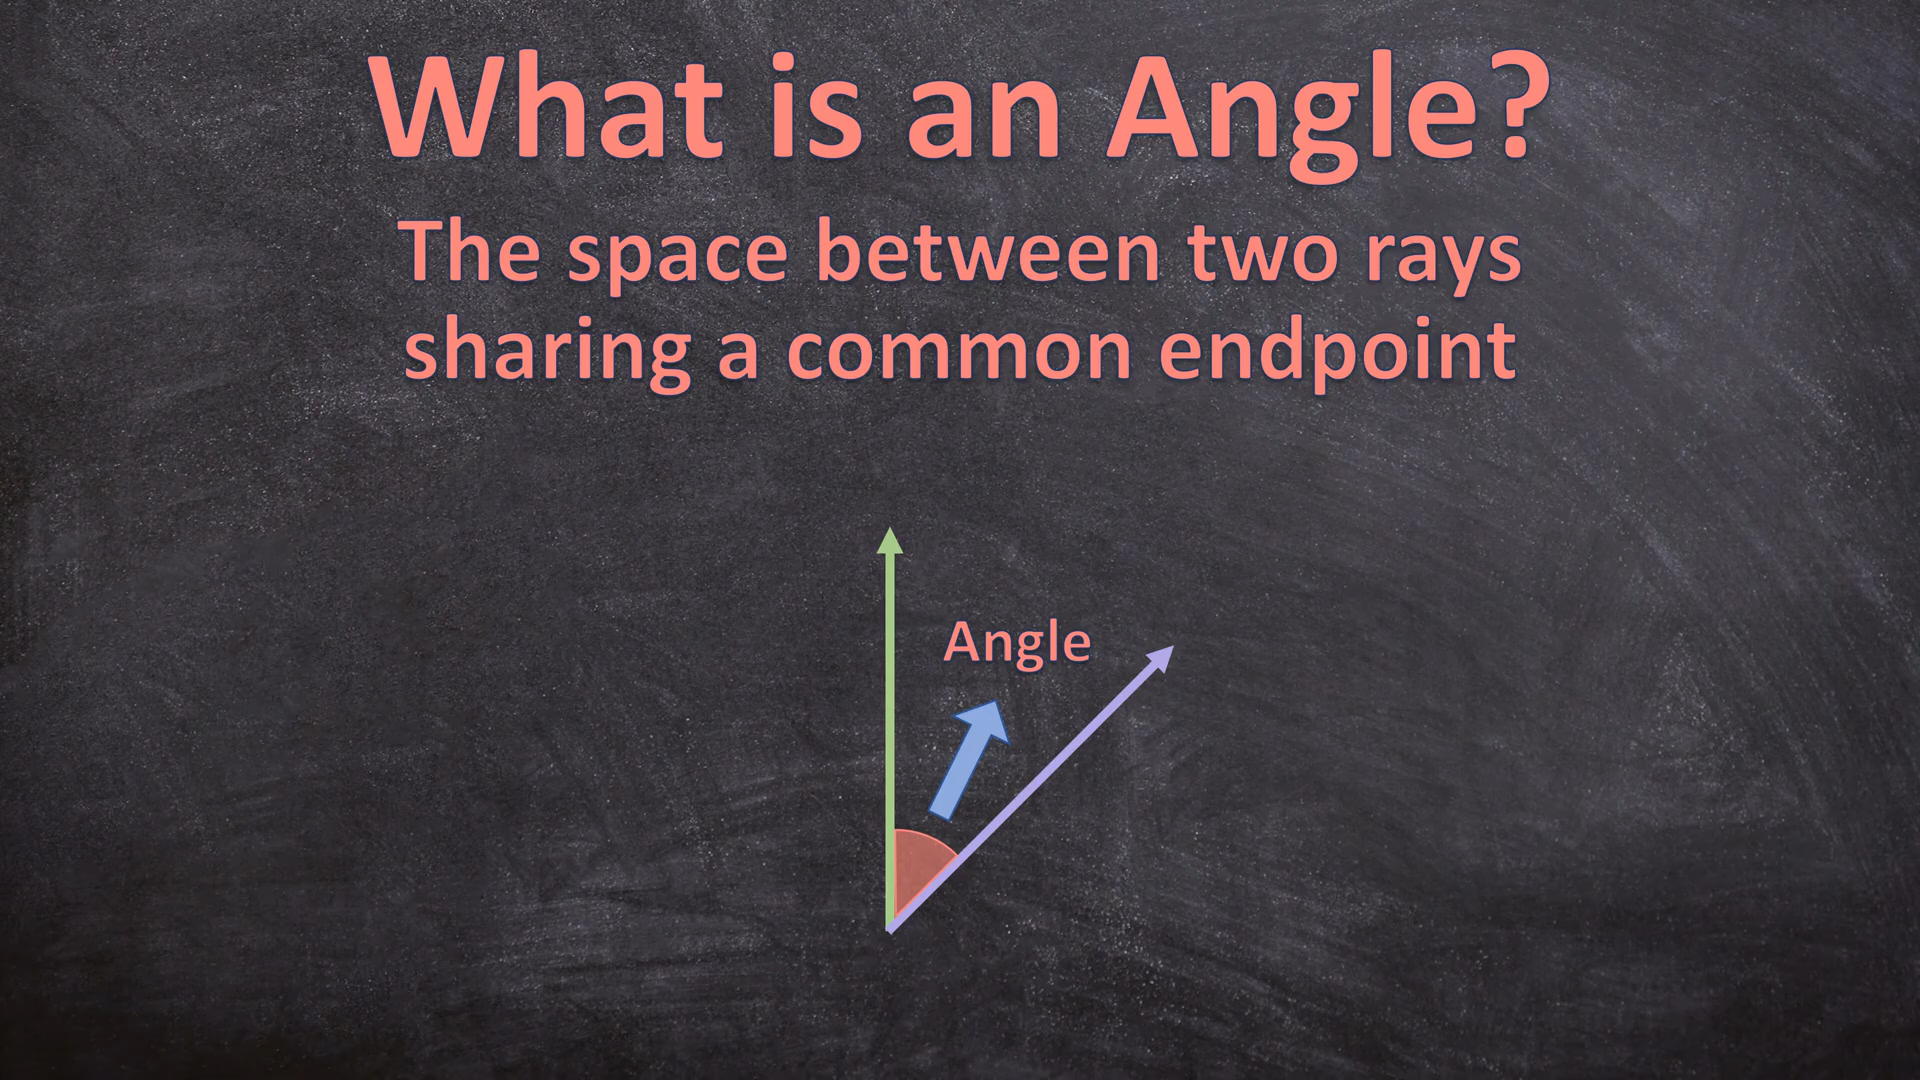 What is an Angle?
The space between two rays
sharing a common endpoint
Angle